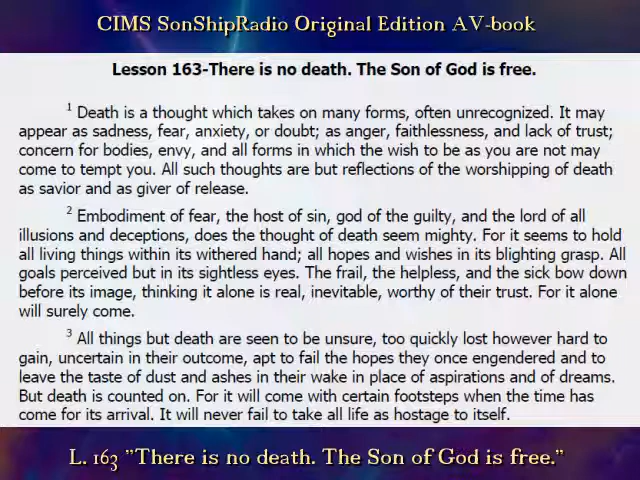 CIMS SonShipRadio Original Edition AV-book
Lesson 163-There is no death. The Son of God is free.
1 Death is a thought which takes on many forms, often unrecognized. It may
appear as sadness, fear, anxiety, or doubt; as anger, faithlessness, and lack of trust;
concern for bodies, envy, and all forms in which the wish to be as you are not may
come to tempt you. All such thoughts are but reflections of the worshipping of death
as savior and as giver of release.
2 Embodiment of fear, the host of sin, god of the guilty, and the lord of all
illusions and deceptions, does the thought of death seem mighty. For it seems to hold
all living things within its withered hand; all hopes and wishes in its blighting grasp. All
goals perceived but in its sightless eyes. The frail, the helpless, and the sick bow down
before its image, thinking it alone is real, inevitable, worthy of their trust. For it alone
will surely come.
3 All things but death are seen to be unsure, too quickly lost however hard to
gain, uncertain in their outcome, apt to fail the hopes they once engendered and to
leave the taste of dust and ashes in their wake in place of aspirations and of dreams.
But death is counted on. For it will come with certain footsteps when the time has
come for its arrival. It will never fail to take all life as hostage to itself.
L. 163 "There is no death. The Son of God is free."